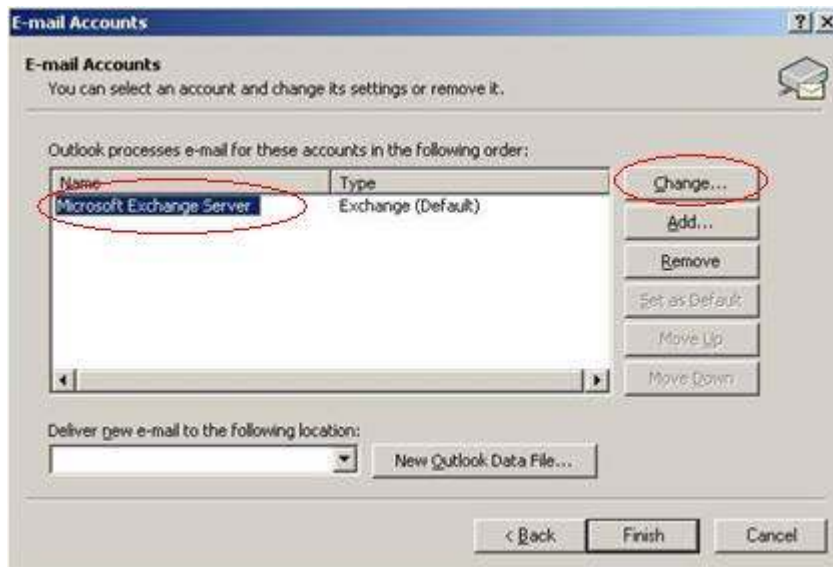 E-mail Accounts
E-mail Accounts
You can select an account and change its settings or remove it.
Outlook processes e-mail for these accounts in the following order:
Name Type
Microsoft Exchange Server Exchange (Default)
Change...
Add...
Remove
Set as Default
Move Up
Move Down
Deliver new e-mail to the following location:
New Outlook Data File...
< Back Finish Cancel